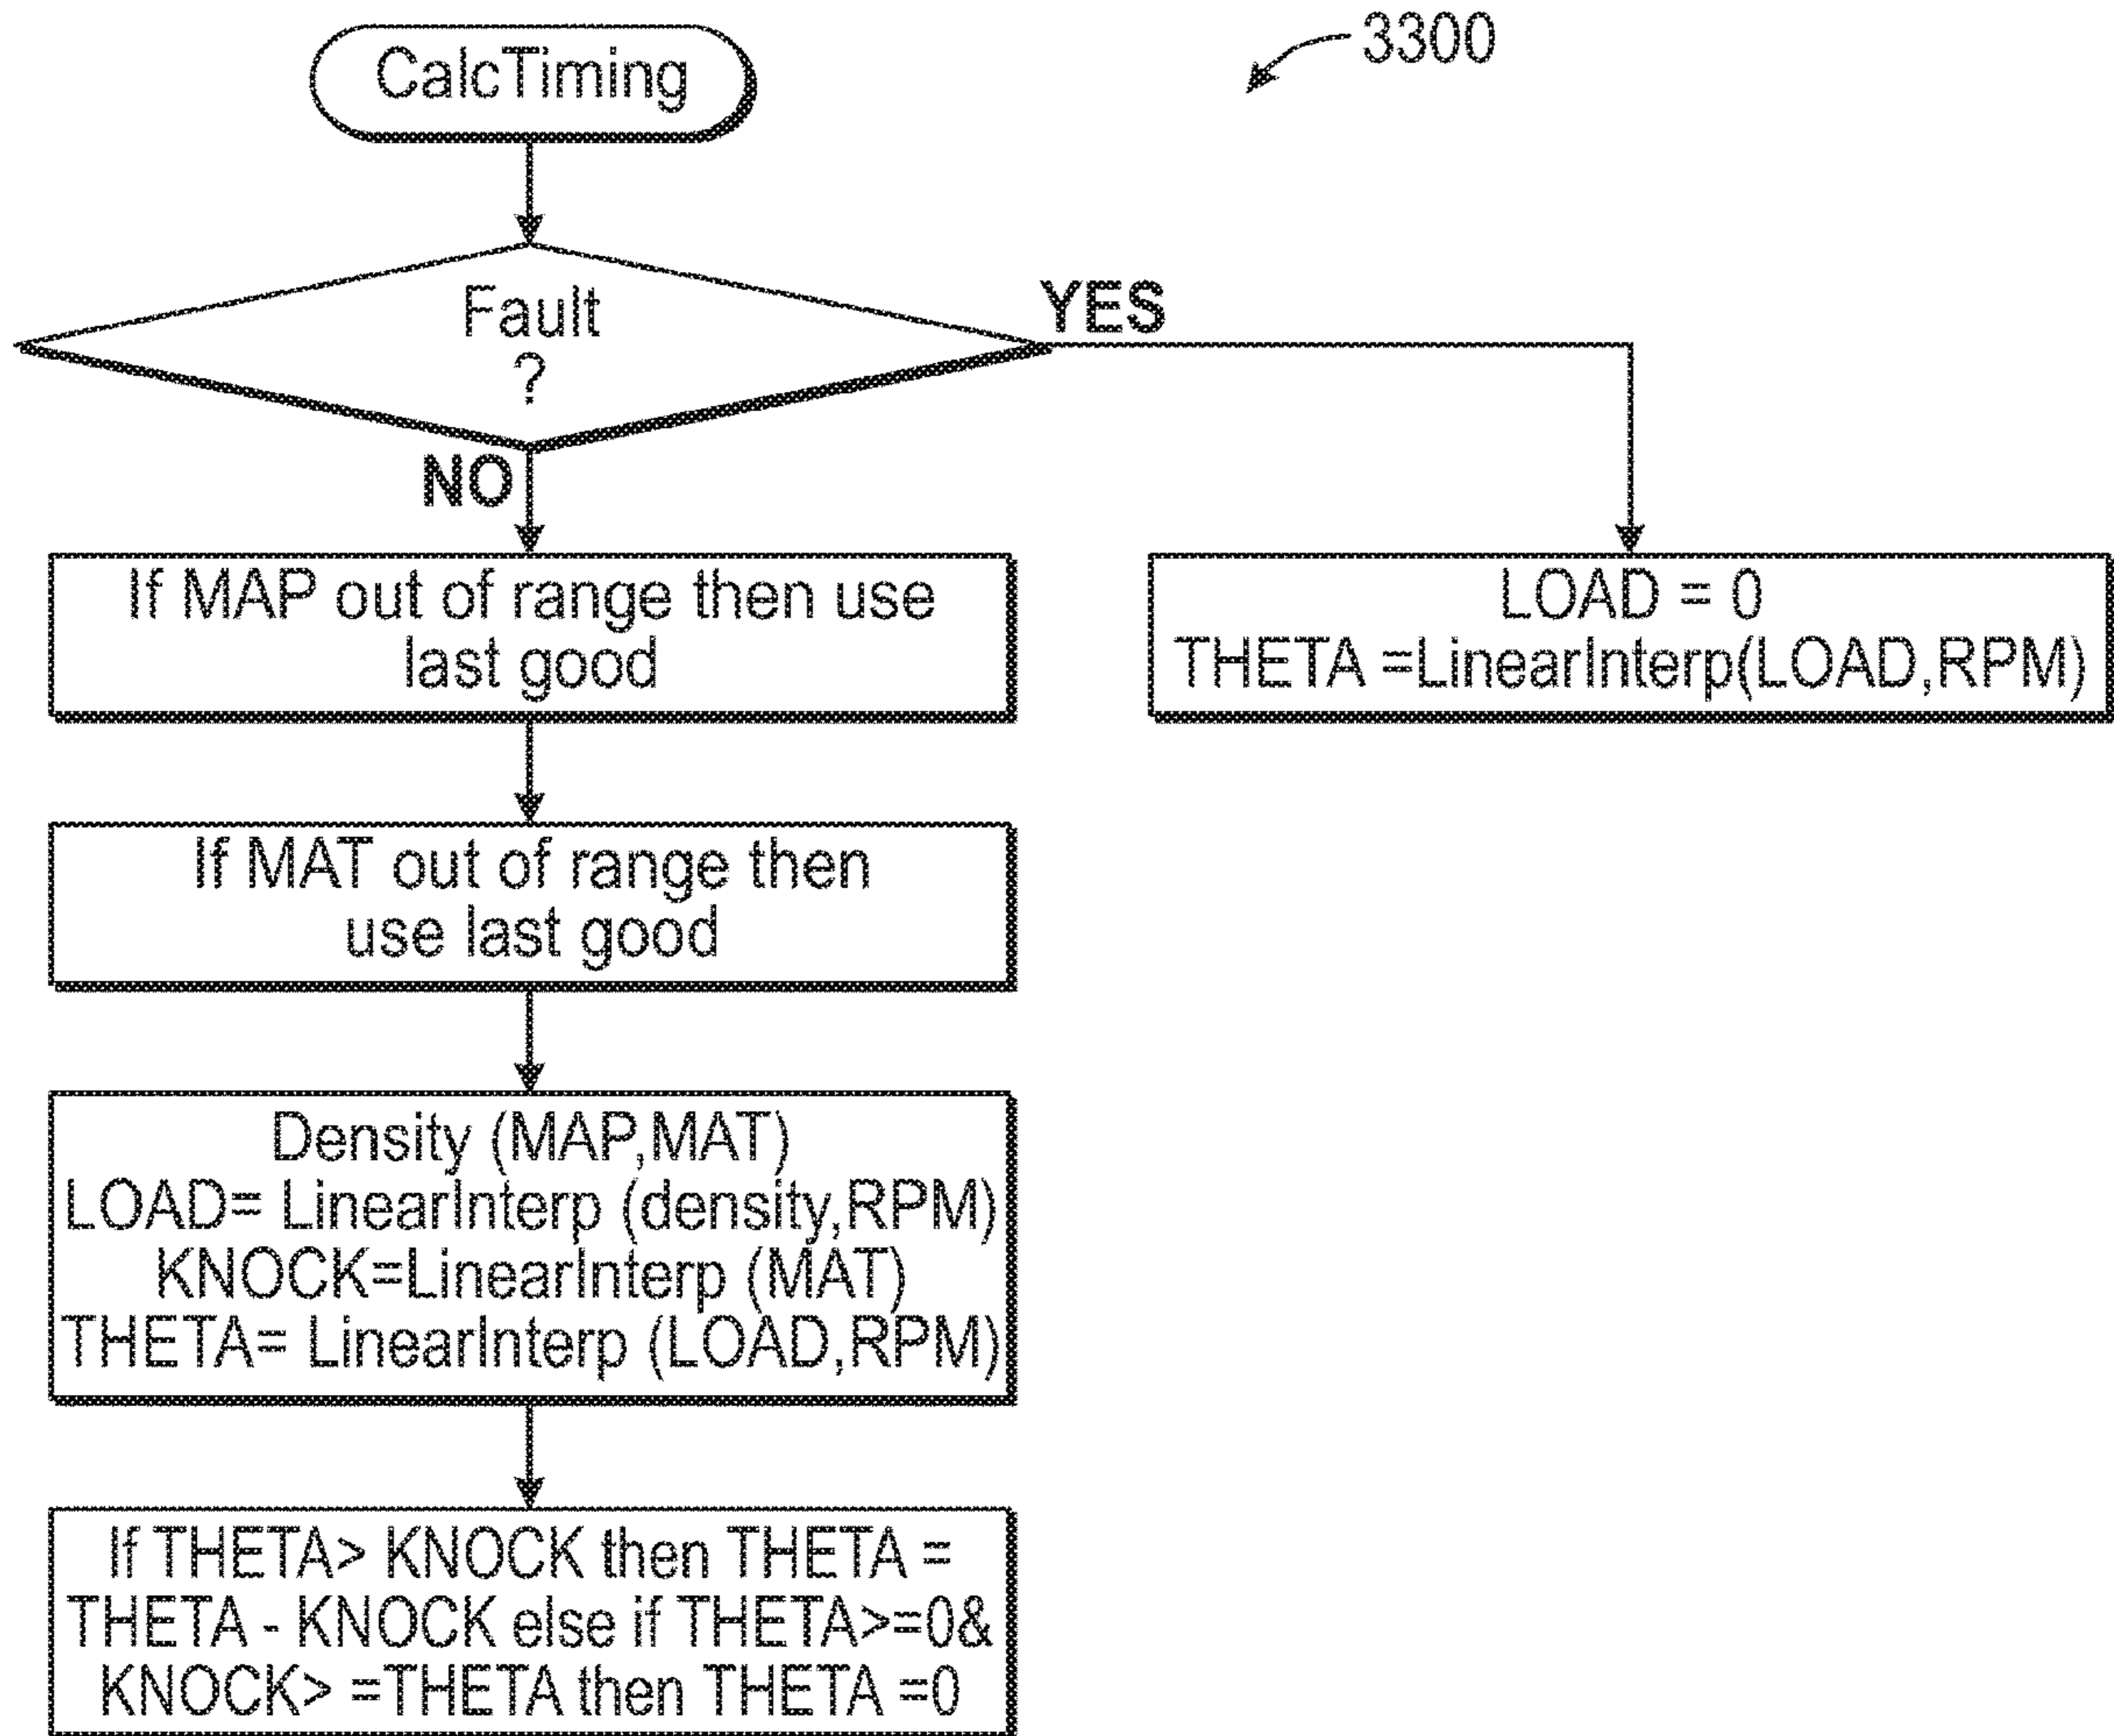 CalcTiming
3300
Fault
?
YES
NO
If MAP out of range then use
last good
LOAD = 0
THETA =LinearInterp(LOAD,RPM)
If MAT out of range then
use last good
Density (MAP,MAT)
LOAD= LinearInterp (density,RPM)
KNOCK=LinearInterp (MAT)
THETA= LinearInterp (LOAD,RPM)
If THETA> KNOCK then THETA =
THETA - KNOCK else if THETA>=0&
KNOCK> =THETA then THETA =0